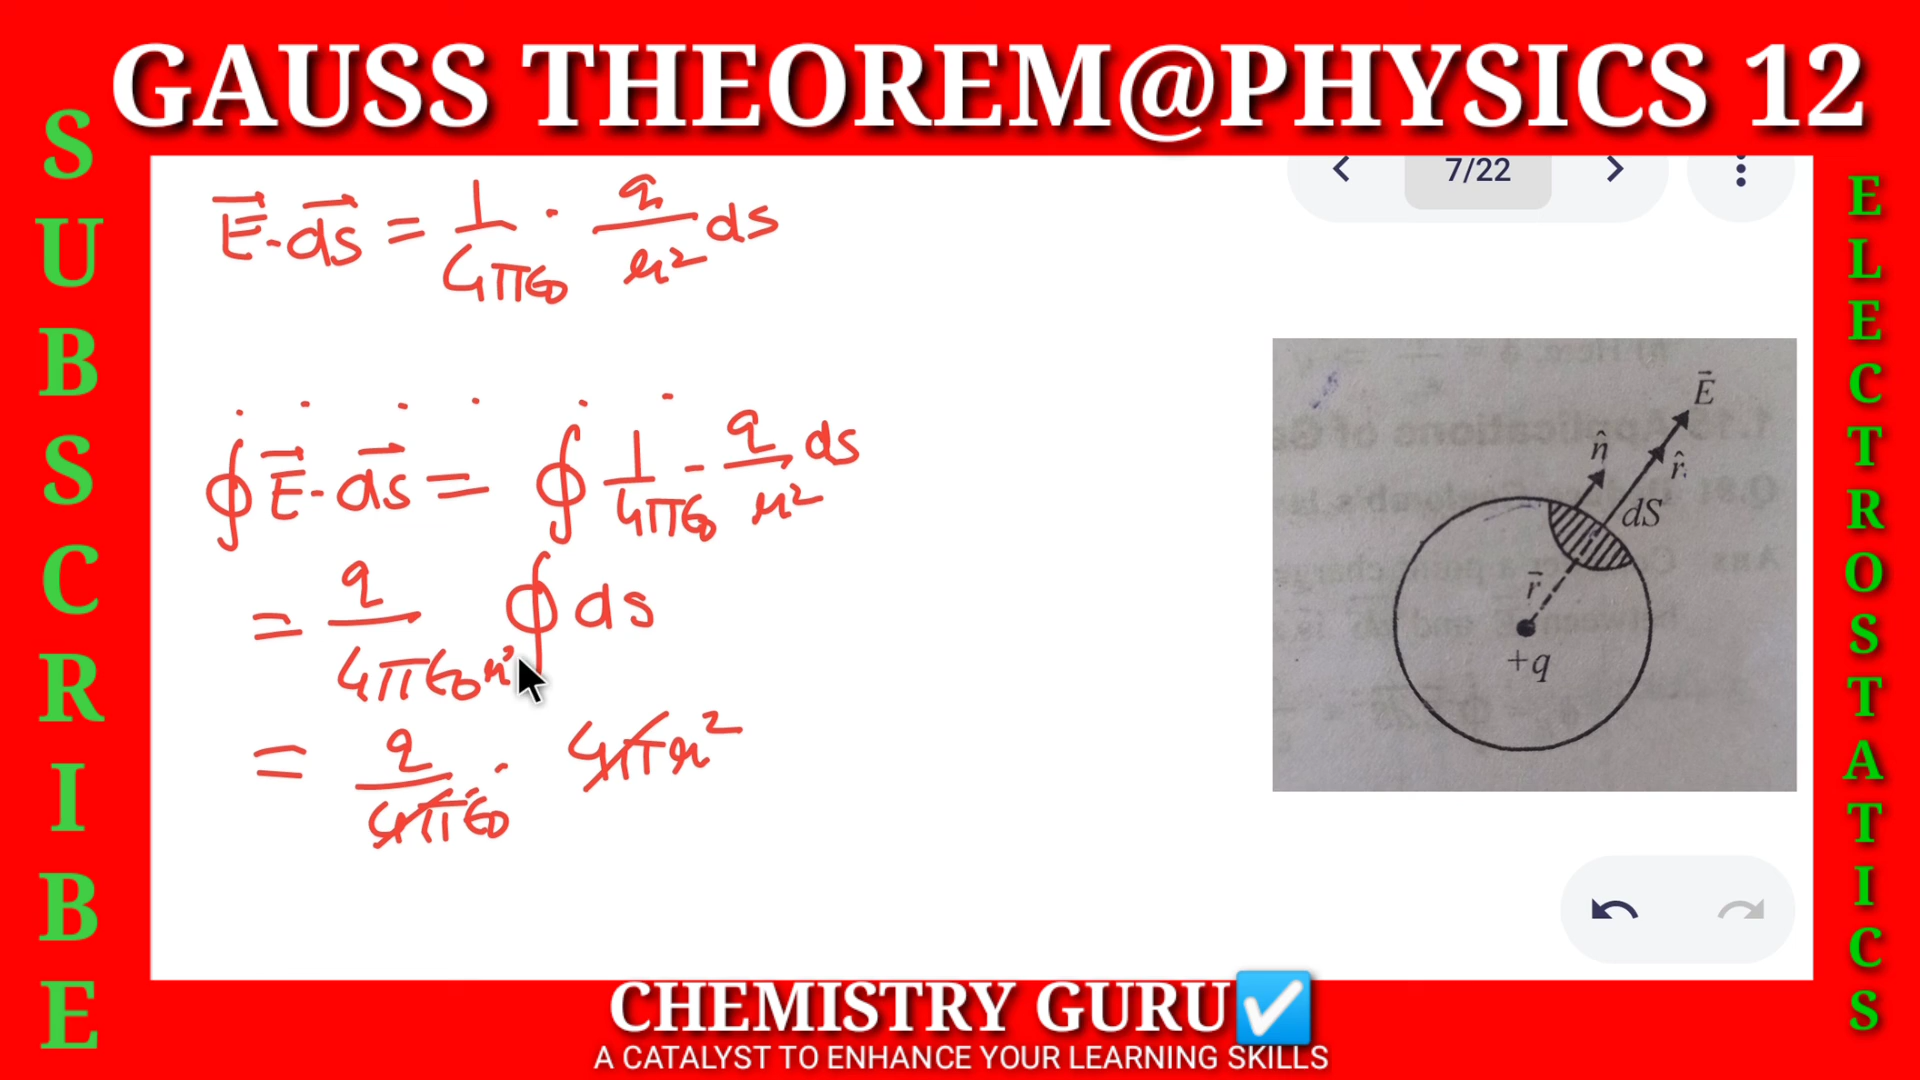 GAUSS THEOREM@PHYSICS 12
SUBSCRIBE
ELECTROSTATICS
7/22
E⃗·ds⃗ = 1/4πϵ0 · q/r² ds
∮ E⃗·ds⃗ = ∮ 1/4πϵ0 · q/r² ds
= q/4πϵ0r² ∮ ds
= q/4πϵ0 · 4πr²
E⃗
n̂
r̂
dS
r⃗
+q
CHEMISTRY GURU
A CATALYST TO ENHANCE YOUR LEARNING SKILLS